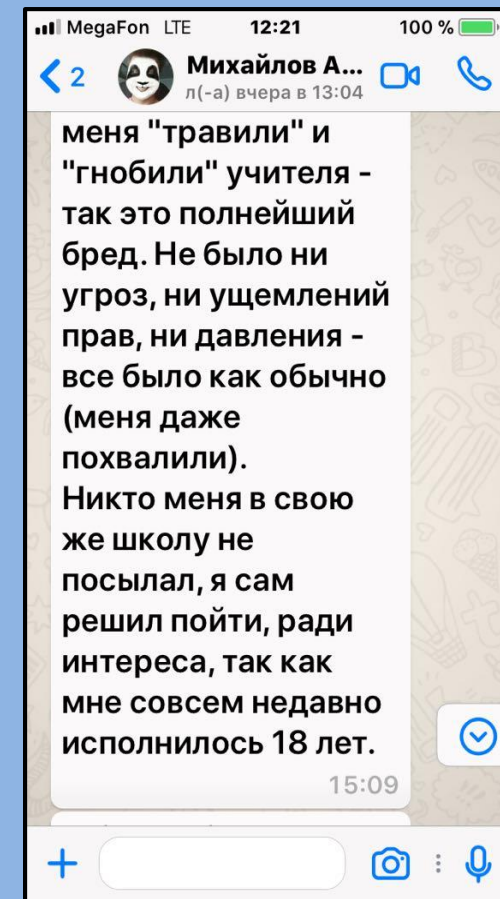 MegaFon LTE 12:21 100 %
2 Михайлов А...
л(-а) вчера в 13:04
меня "травили" и
"гнобили" учителя -
так это полнейший
бред. Не было ни
угроз, ни ущемлений
прав, ни давления -
все было как обычно
(меня даже
похвалили).
Никто меня в свою
же школу не
посылал, я сам
решил пойти, ради
интереса, так как
мне совсем недавно
исполнилось 18 лет.
15:09